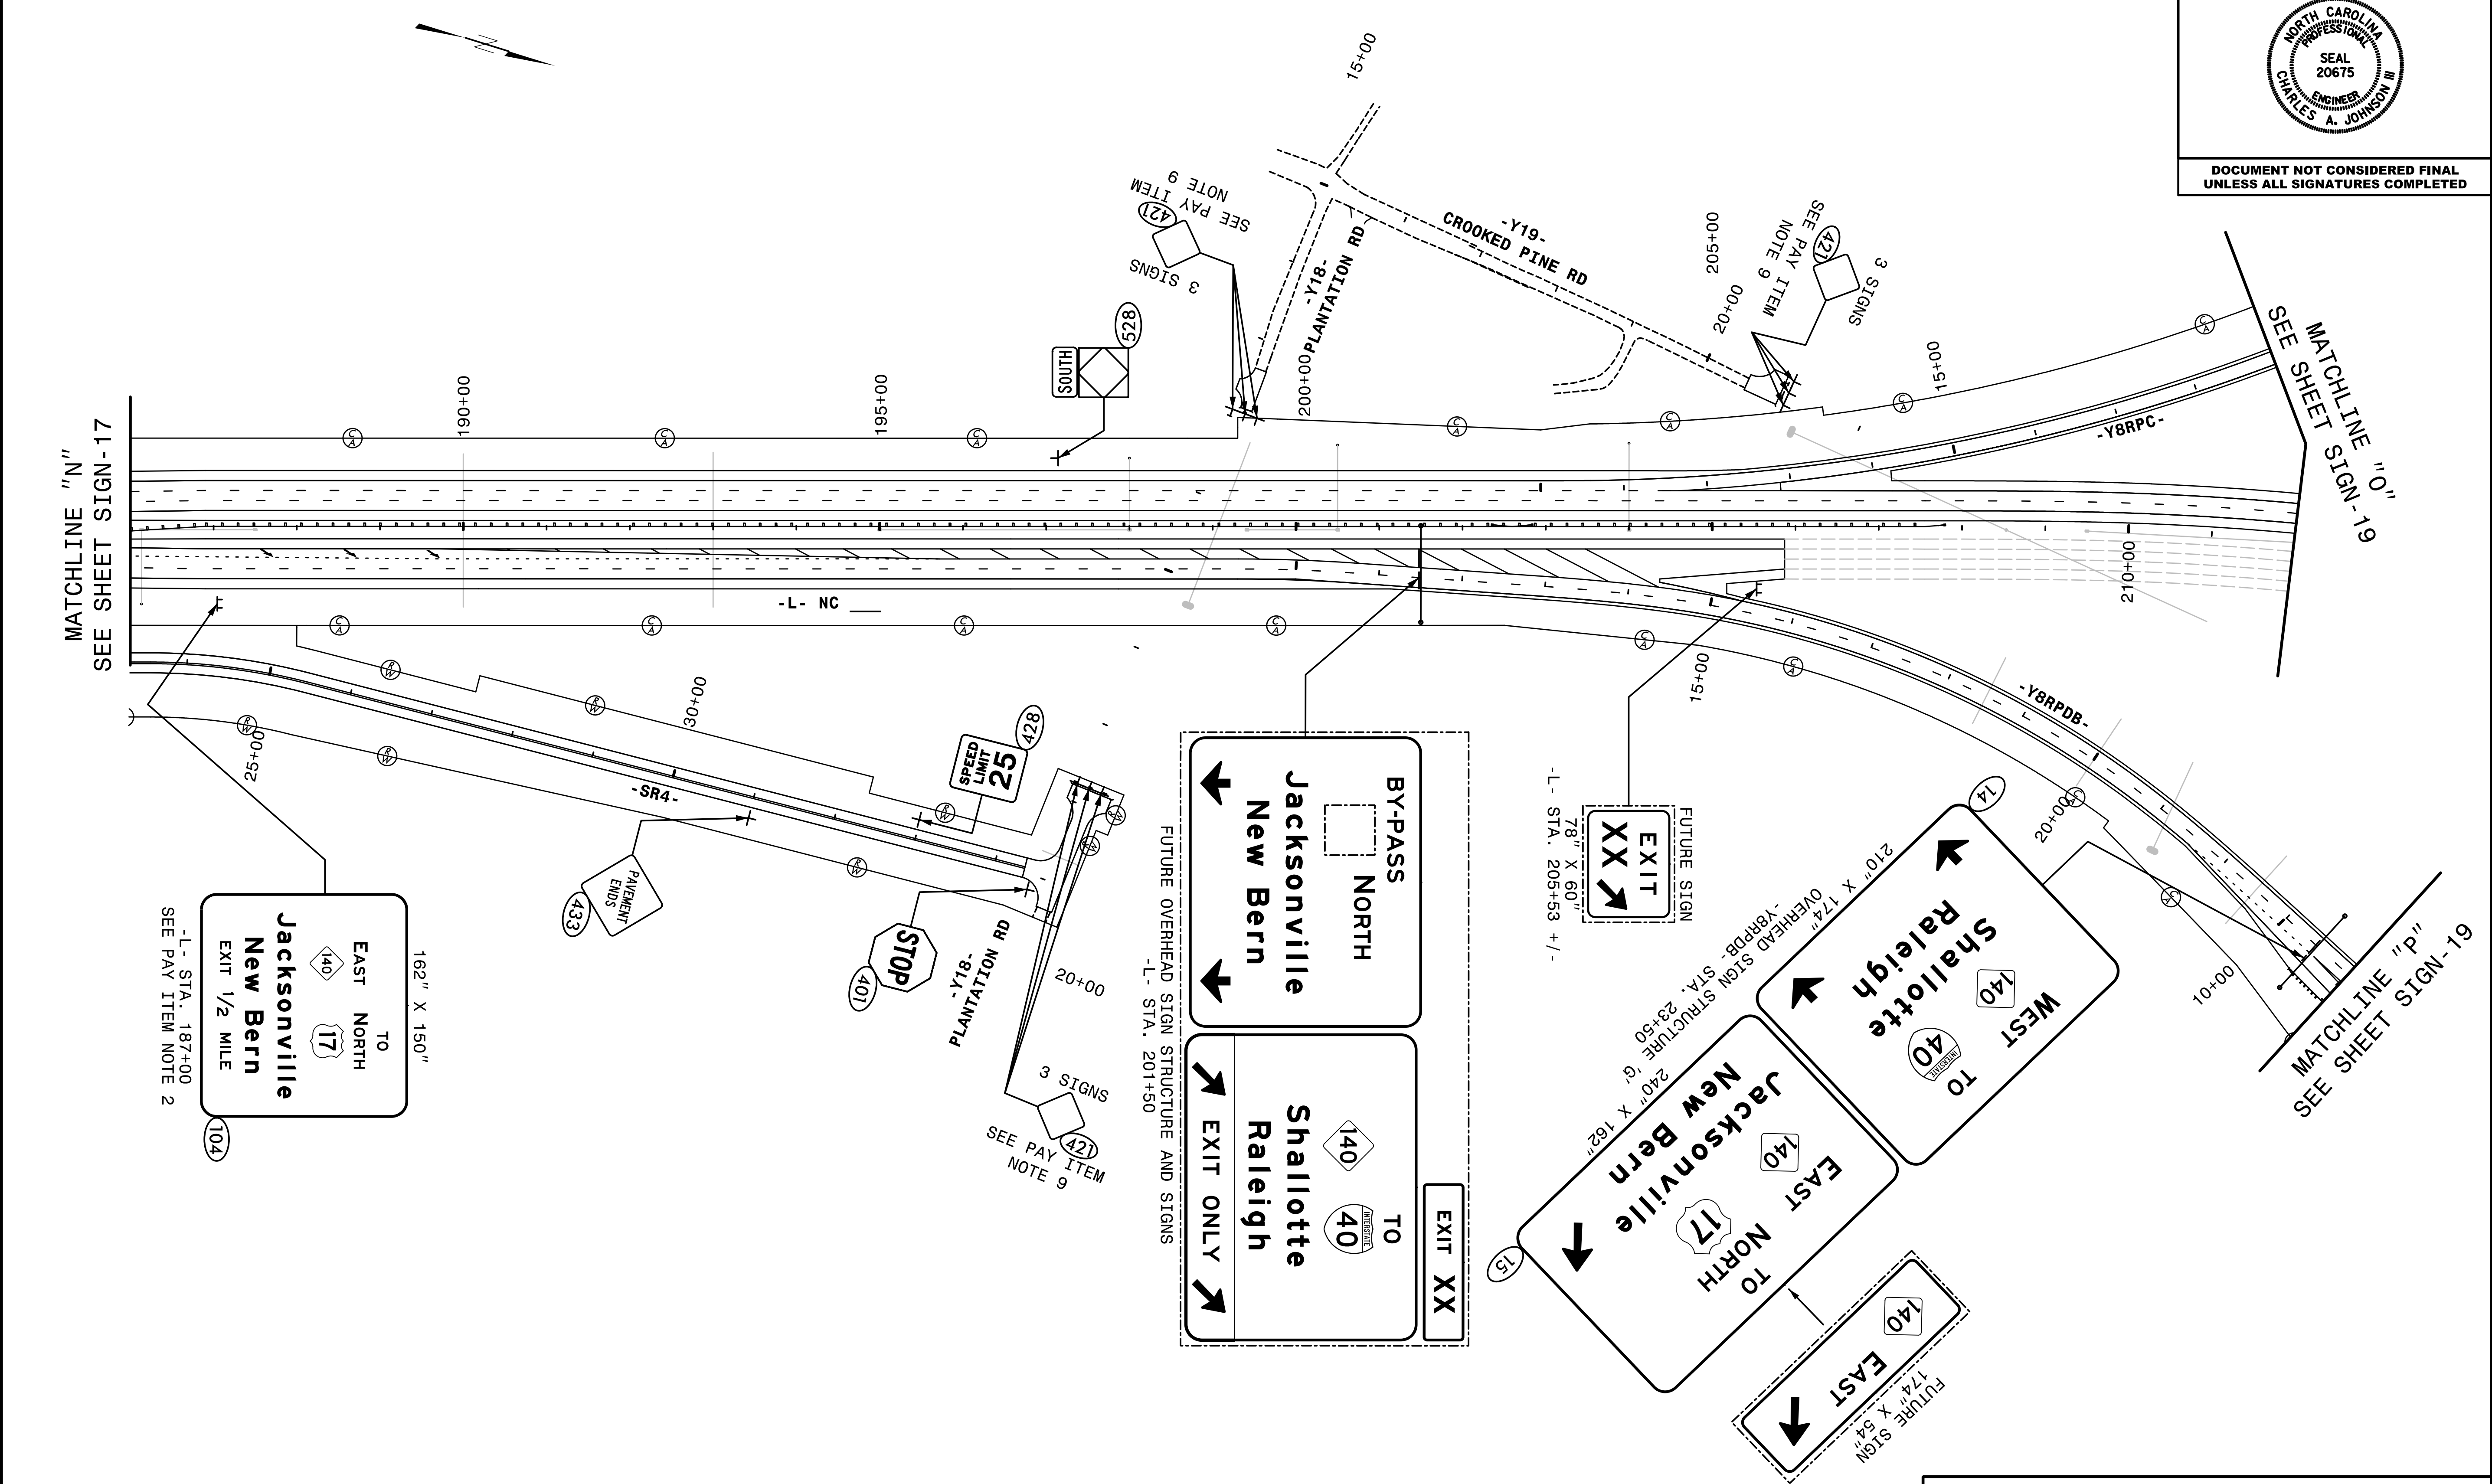 NORTH CAROLINA
PROFESSIONAL
SEAL
20675
ENGINEER
CHARLES A. JOHNSON III
DOCUMENT NOT CONSIDERED FINAL
UNLESS ALL SIGNATURES COMPLETED
N
15+00
SEE PAY ITEM
NOTE 9
421
3 SIGNS
-Y18-
PLANTATION RD
-Y19-
CROOKED PINE RD
205+00
20+00
SEE PAY ITEM
NOTE 9
421
3 SIGNS
SOUTH
528
190+00
195+00
200+00
15+00
MATCHLINE "N"
SEE SHEET SIGN-17
MATCHLINE "O"
SEE SHEET SIGN-19
C/A
C/A
C/A
C/A
C/A
C/A
C/A
-Y8RPC-
-L- NC ___
210+00
C/A
C/A
C/A
C/A
C/A
C/A
C/A
C/A
-Y8RPDB-
15+00
20+00
10+00
R/W
R/W
R/W
R/W
R/W
R/W
R/W
R/W
25+00
30+00
-SR4-
SPEED
LIMIT
25
428
PAVEMENT
ENDS
433
STOP
401
-Y18-
PLANTATION RD
20+00
3 SIGNS
421
SEE PAY ITEM
NOTE 9
162" X 150"
TO
EAST NORTH
140 17
Jacksonville
New Bern
EXIT 1/2 MILE
-L- STA. 187+00
SEE PAY ITEM NOTE 2
104
BY-PASS
NORTH
Jacksonville
New Bern
EXIT XX
TO
140 INTERSTATE 40
Shallotte
Raleigh
EXIT ONLY
FUTURE OVERHEAD SIGN STRUCTURE AND SIGNS
-L- STA. 201+50
FUTURE SIGN
EXIT
XX
78" X 60"
-L- STA. 205+53 +/-
14
WEST TO
140 INTERSTATE 40
Shallotte
Raleigh
210" X 174"
OVERHEAD SIGN STRUCTURE 'G'
-Y8RPDB- STA. 23+50
240" X 162"
TO
EAST NORTH
140 17
Jacksonville
New Bern
15
140 EAST
FUTURE SIGN
174" X 54"
MATCHLINE "P"
SEE SHEET SIGN-19